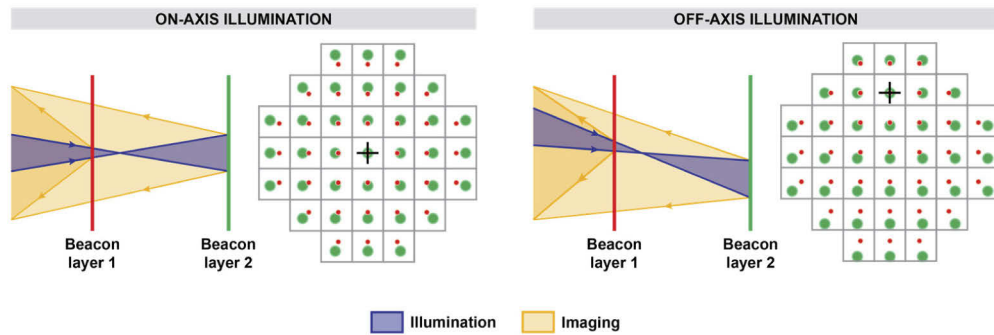 ON-AXIS ILLUMINATION
Beacon
layer 1
Beacon
layer 2
OFF-AXIS ILLUMINATION
Beacon
layer 1
Beacon
layer 2
Illumination
Imaging